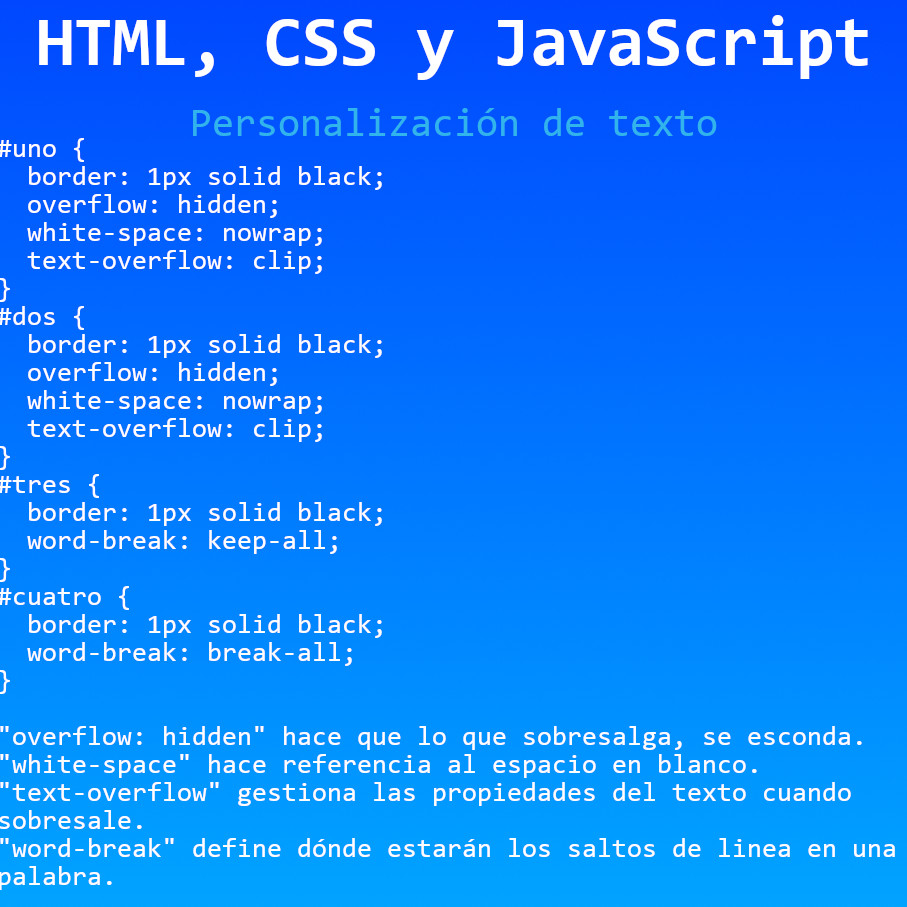 HTML, CSS y JavaScript
Personalización de texto
#uno {
  border: 1px solid black;
  overflow: hidden;
  white-space: nowrap;
  text-overflow: clip;
}
#dos {
  border: 1px solid black;
  overflow: hidden;
  white-space: nowrap;
  text-overflow: clip;
}
#tres {
  border: 1px solid black;
  word-break: keep-all;
}
#cuatro {
  border: 1px solid black;
  word-break: break-all;
}
"overflow: hidden" hace que lo que sobresalga, se esconda.
"white-space" hace referencia al espacio en blanco.
"text-overflow" gestiona las propiedades del texto cuando
sobresale.
"word-break" define dónde estarán los saltos de linea en una
palabra.